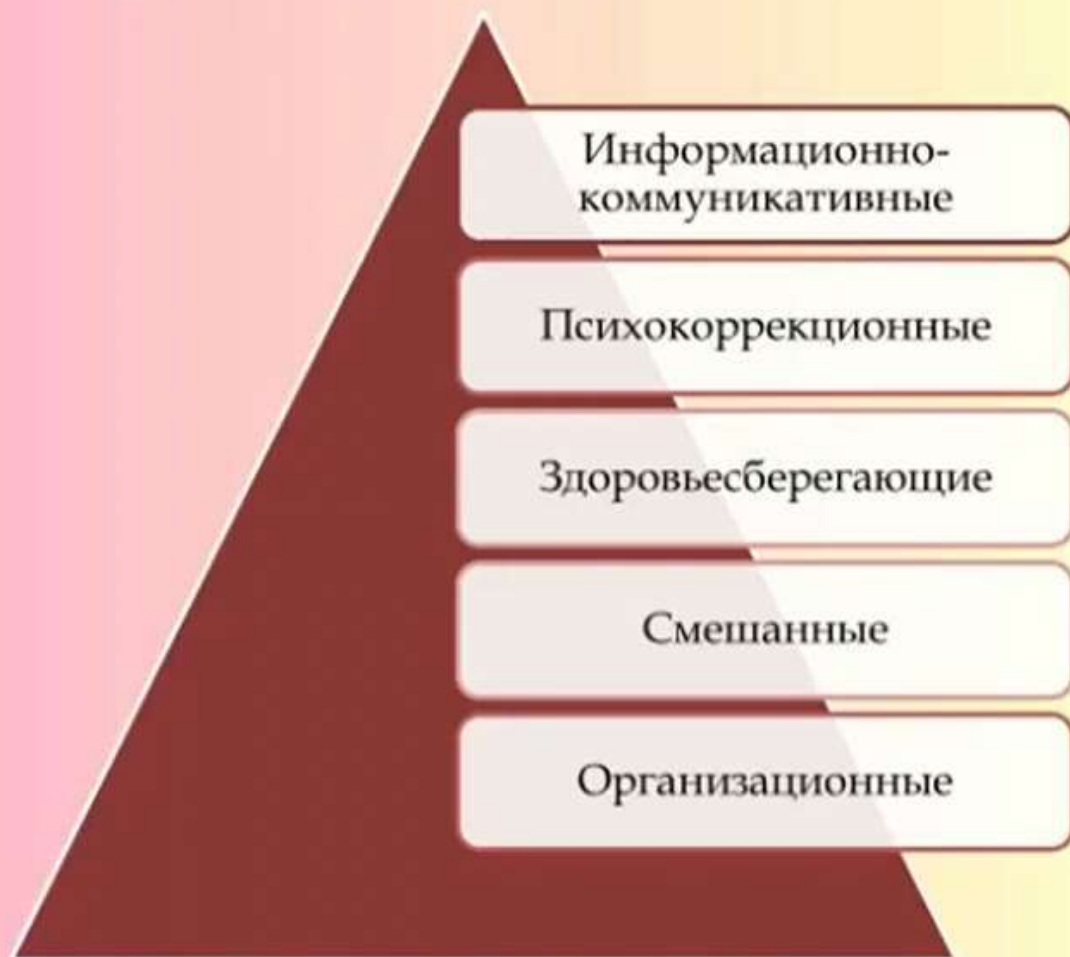 Информационно-
коммуникативные
Психокоррекционные
Здоровьесберегающие
Смешанные
Организационные